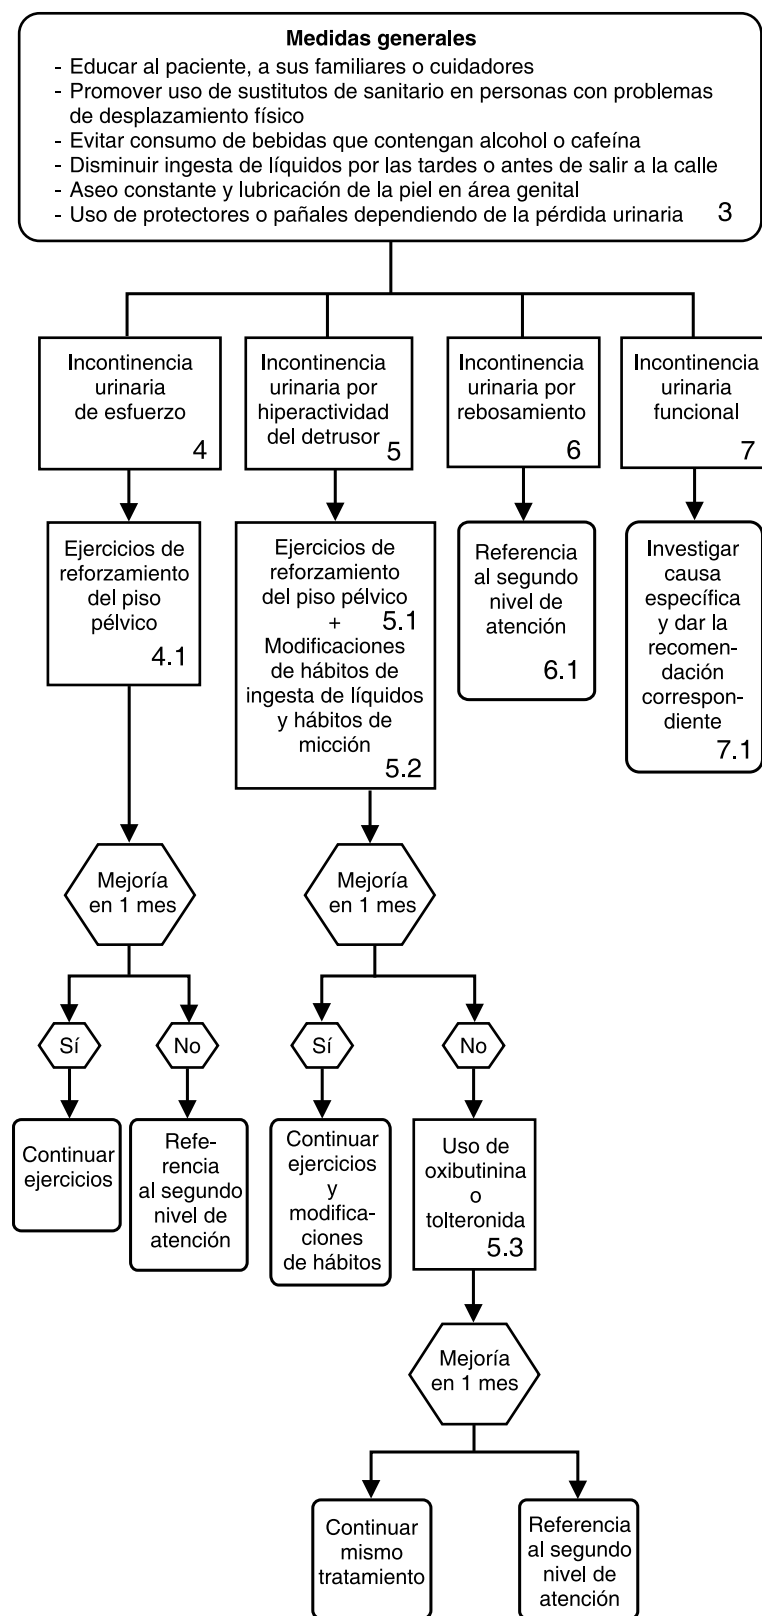 Medidas generales
- Educar al paciente, a sus familiares o cuidadores
- Promover uso de sustitutos de sanitario en personas con problemas
de desplazamiento físico
- Evitar consumo de bebidas que contengan alcohol o cafeína
- Disminuir ingesta de líquidos por las tardes o antes de salir a la calle
- Aseo constante y lubricación de la piel en área genital
- Uso de protectores o pañales dependiendo de la pérdida urinaria 3
Incontinencia
urinaria
de esfuerzo
4
Incontinencia
urinaria por
hiperactividad
del detrusor
5
Incontinencia
urinaria por
rebosamiento
6
Incontinencia
urinaria
funcional
7
Ejercicios de
reforzamiento
del piso
pélvico
4.1
Ejercicios de
reforzamiento
del piso pélvico
+ 5.1
Modificaciones
de hábitos de
ingesta de líquidos
y hábitos de
micción
5.2
Referencia
al segundo
nivel de
atención
6.1
Investigar
causa
específica
y dar la
recomen-
dación
correspon-
diente
7.1
Mejoría
en 1 mes
Mejoría
en 1 mes
Sí
No
Sí
No
Continuar
ejercicios
Refe-
rencia
al segundo
nivel de
atención
Continuar
ejercicios
y
modifica-
ciones
de hábitos
Uso de
oxibutinina
o
tolteronida
5.3
Mejoría
en 1 mes
Continuar
mismo
tratamiento
Referencia
al segundo
nivel de
atención